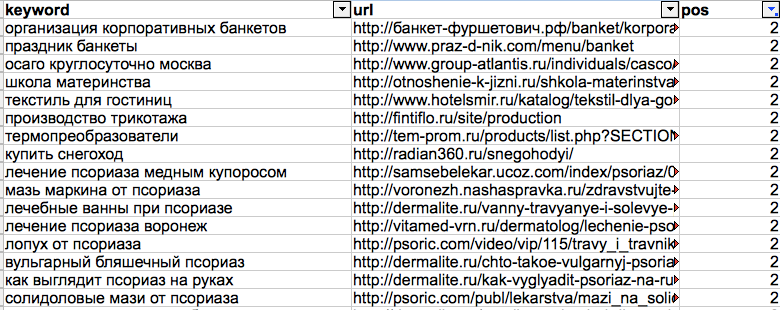 keyword url pos
организация корпоративных банкетов http://банкет-фуршетович.рф/banket/korpora 2
праздник банкеты http://www.praz-d-nik.com/menu/banket 2
осаго круглосуточно москва http://www.group-atlantis.ru/individuals/casco/ 2
школа материнства http://otnoshenie-k-jizni.ru/shkola-materinstva 2
текстиль для гостиниц http://www.hotelsmir.ru/katalog/tekstil-dlya-go 2
производство трикотажа http://fintiflo.ru/site/production 2
термопреобразователи http://tem-prom.ru/products/list.php?SECTION 2
купить снегоход http://radian360.ru/snegohodyi/ 2
лечение псориаза медным купоросом http://samsebelekar.ucoz.com/index/psoriaz/0 2
мазь маркина от псориаза http://voronezh.nashaspravka.ru/zdravstvujte- 2
лечебные ванны при псориазе http://dermalite.ru/vanny-travyanye-i-solevye- 2
лечение псориаза воронеж http://vitamed-vrn.ru/dermatolog/lechenie-pso 2
лопух от псориаза http://psoric.com/video/vip/115/travy_i_travnik 2
вульгарный бляшечный псориаз http://dermalite.ru/chto-takoe-vulgarnyj-psoria 2
как выглядит псориаз на руках http://dermalite.ru/kak-vyglyadit-psoriaz-na-ru 2
солидоловые мази от псориаза http://psoric.com/publ/lekarstva/mazi_na_soli 2